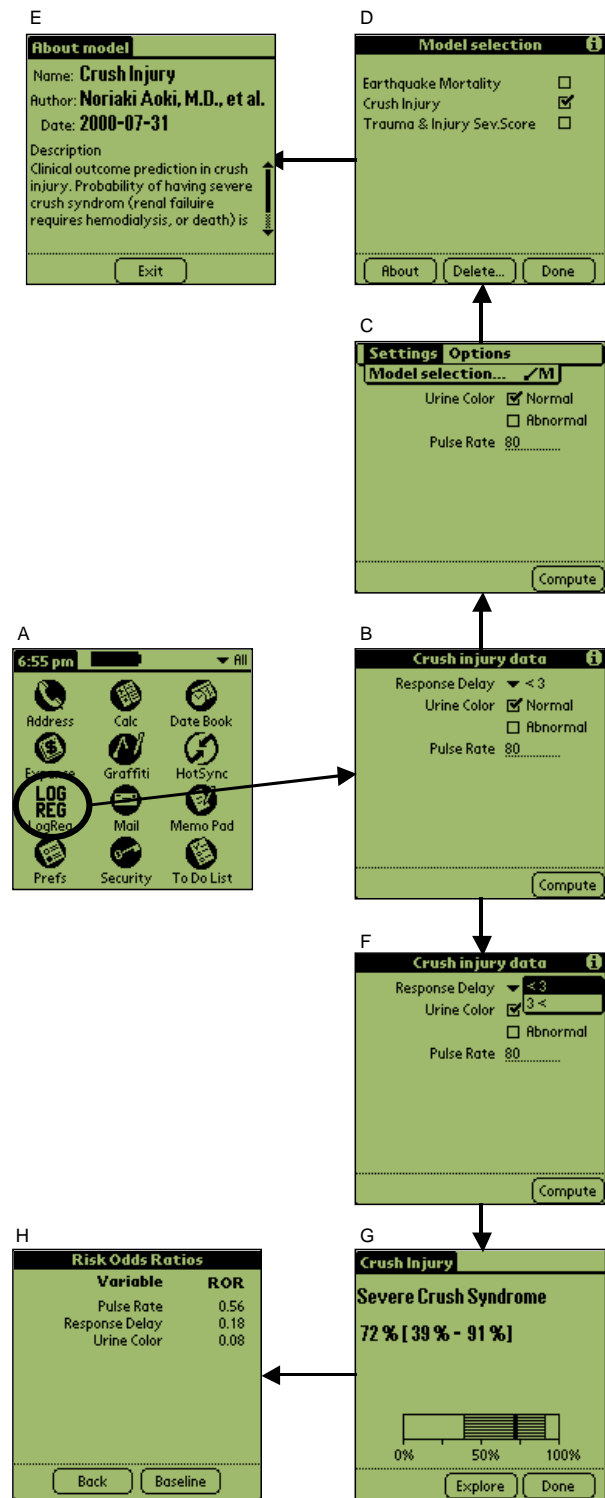 E
About model
Name: Crush Injury
Author: Noriaki Aoki, M.D., et al.
Date: 2000-07-31
Description
Clinical outcome prediction in crush
injury. Probability of having severe
crush syndrom (renal failuire
requires hemodialysis, or death) is
Exit
D
Model selection
Earthquake Mortality
Crush Injury
Trauma & Injury Sev.Score
About Delete... Done
C
Settings Options
Model selection... /M
Urine Color Normal
Abnormal
Pulse Rate 80
Compute
A
6:55 pm All
Address Calc Date Book
Expense Graffiti HotSync
LOG
REG
LogReg Mail Memo Pad
Prefs Security To Do List
B
Crush injury data
Response Delay < 3
Urine Color Normal
Abnormal
Pulse Rate 80
Compute
F
Crush injury data
Response Delay < 3
Urine Color 3 <
Abnormal
Pulse Rate 80
Compute
H
Risk Odds Ratios
Variable ROR
Pulse Rate 0.56
Response Delay 0.18
Urine Color 0.08
Back Baseline
G
Crush Injury
Severe Crush Syndrome
72 % [ 39 % - 91 %]
0% 50% 100%
Explore Done